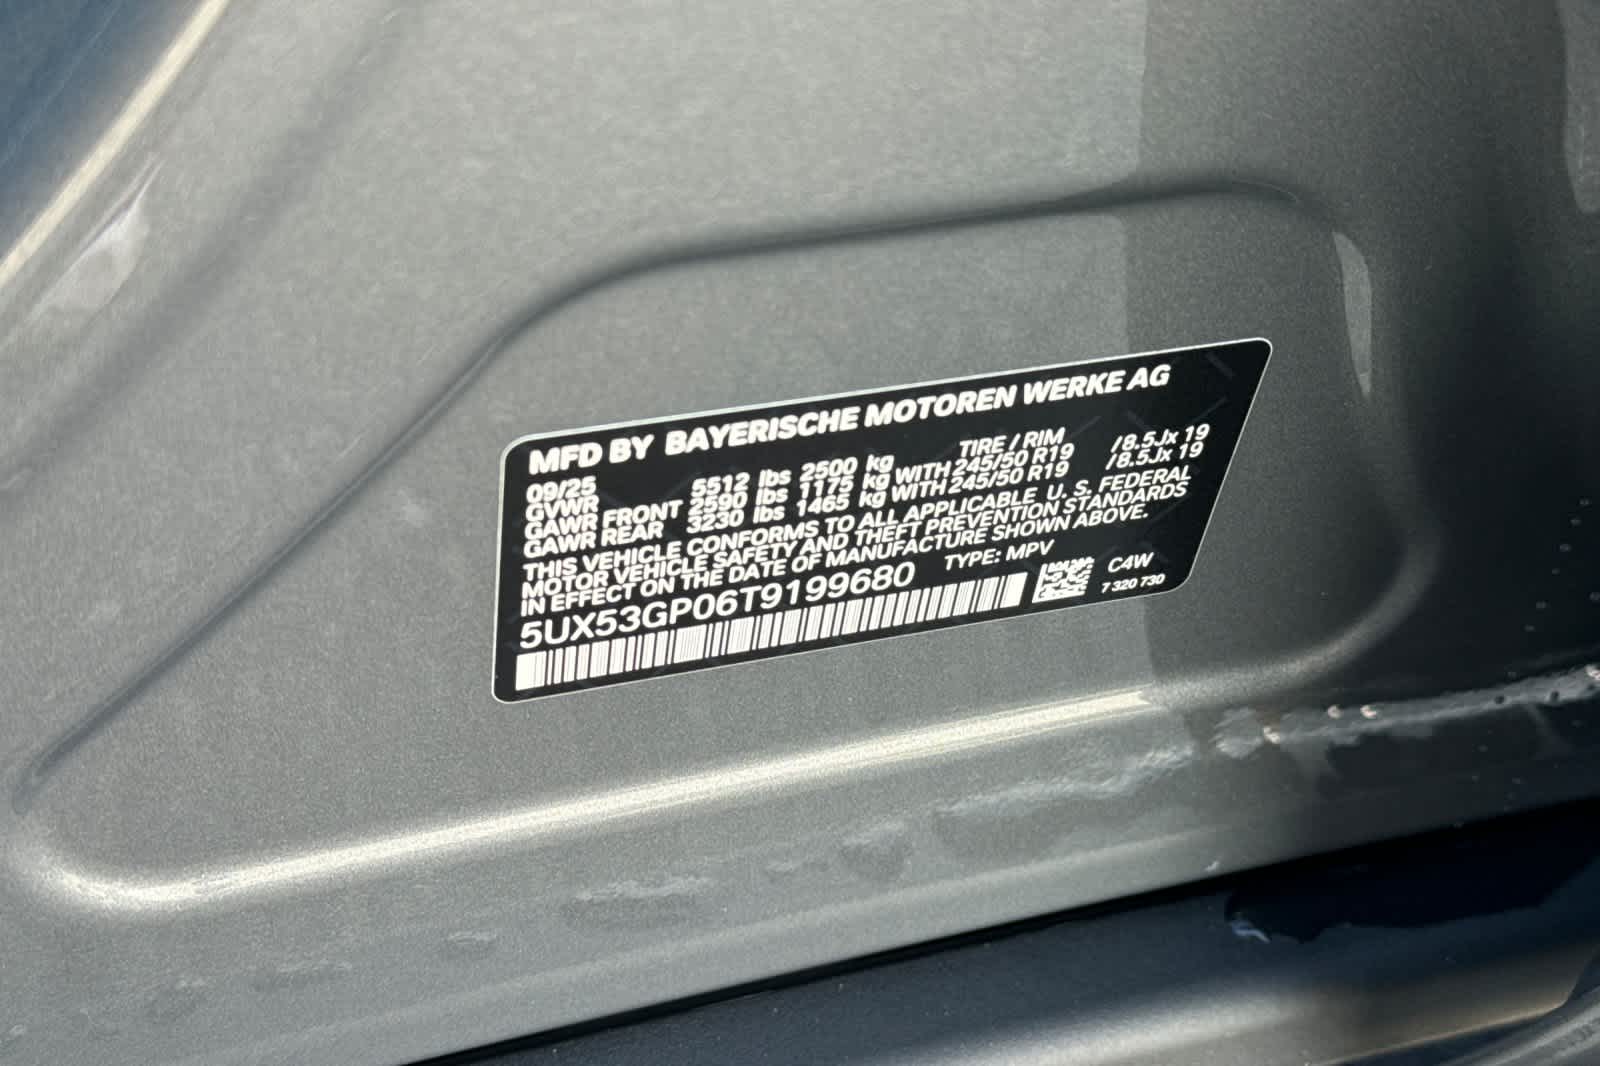 MFD BY BAYERISCHE MOTOREN WERKE AG
09/25 TIRE / RIM
GVWR 5512 lbs 2500 kg
GAWR FRONT 2590 lbs 1175 kg WITH 245/50 R19 /8.5Jx 19
GAWR REAR 3230 lbs 1465 kg WITH 245/50 R19 /8.5Jx 19
THIS VEHICLE CONFORMS TO ALL APPLICABLE U. S. FEDERAL
MOTOR VEHICLE SAFETY AND THEFT PREVENTION STANDARDS
IN EFFECT ON THE DATE OF MANUFACTURE SHOWN ABOVE.
5UX53GP06T9199680 TYPE: MPV
C4W
7 320 730